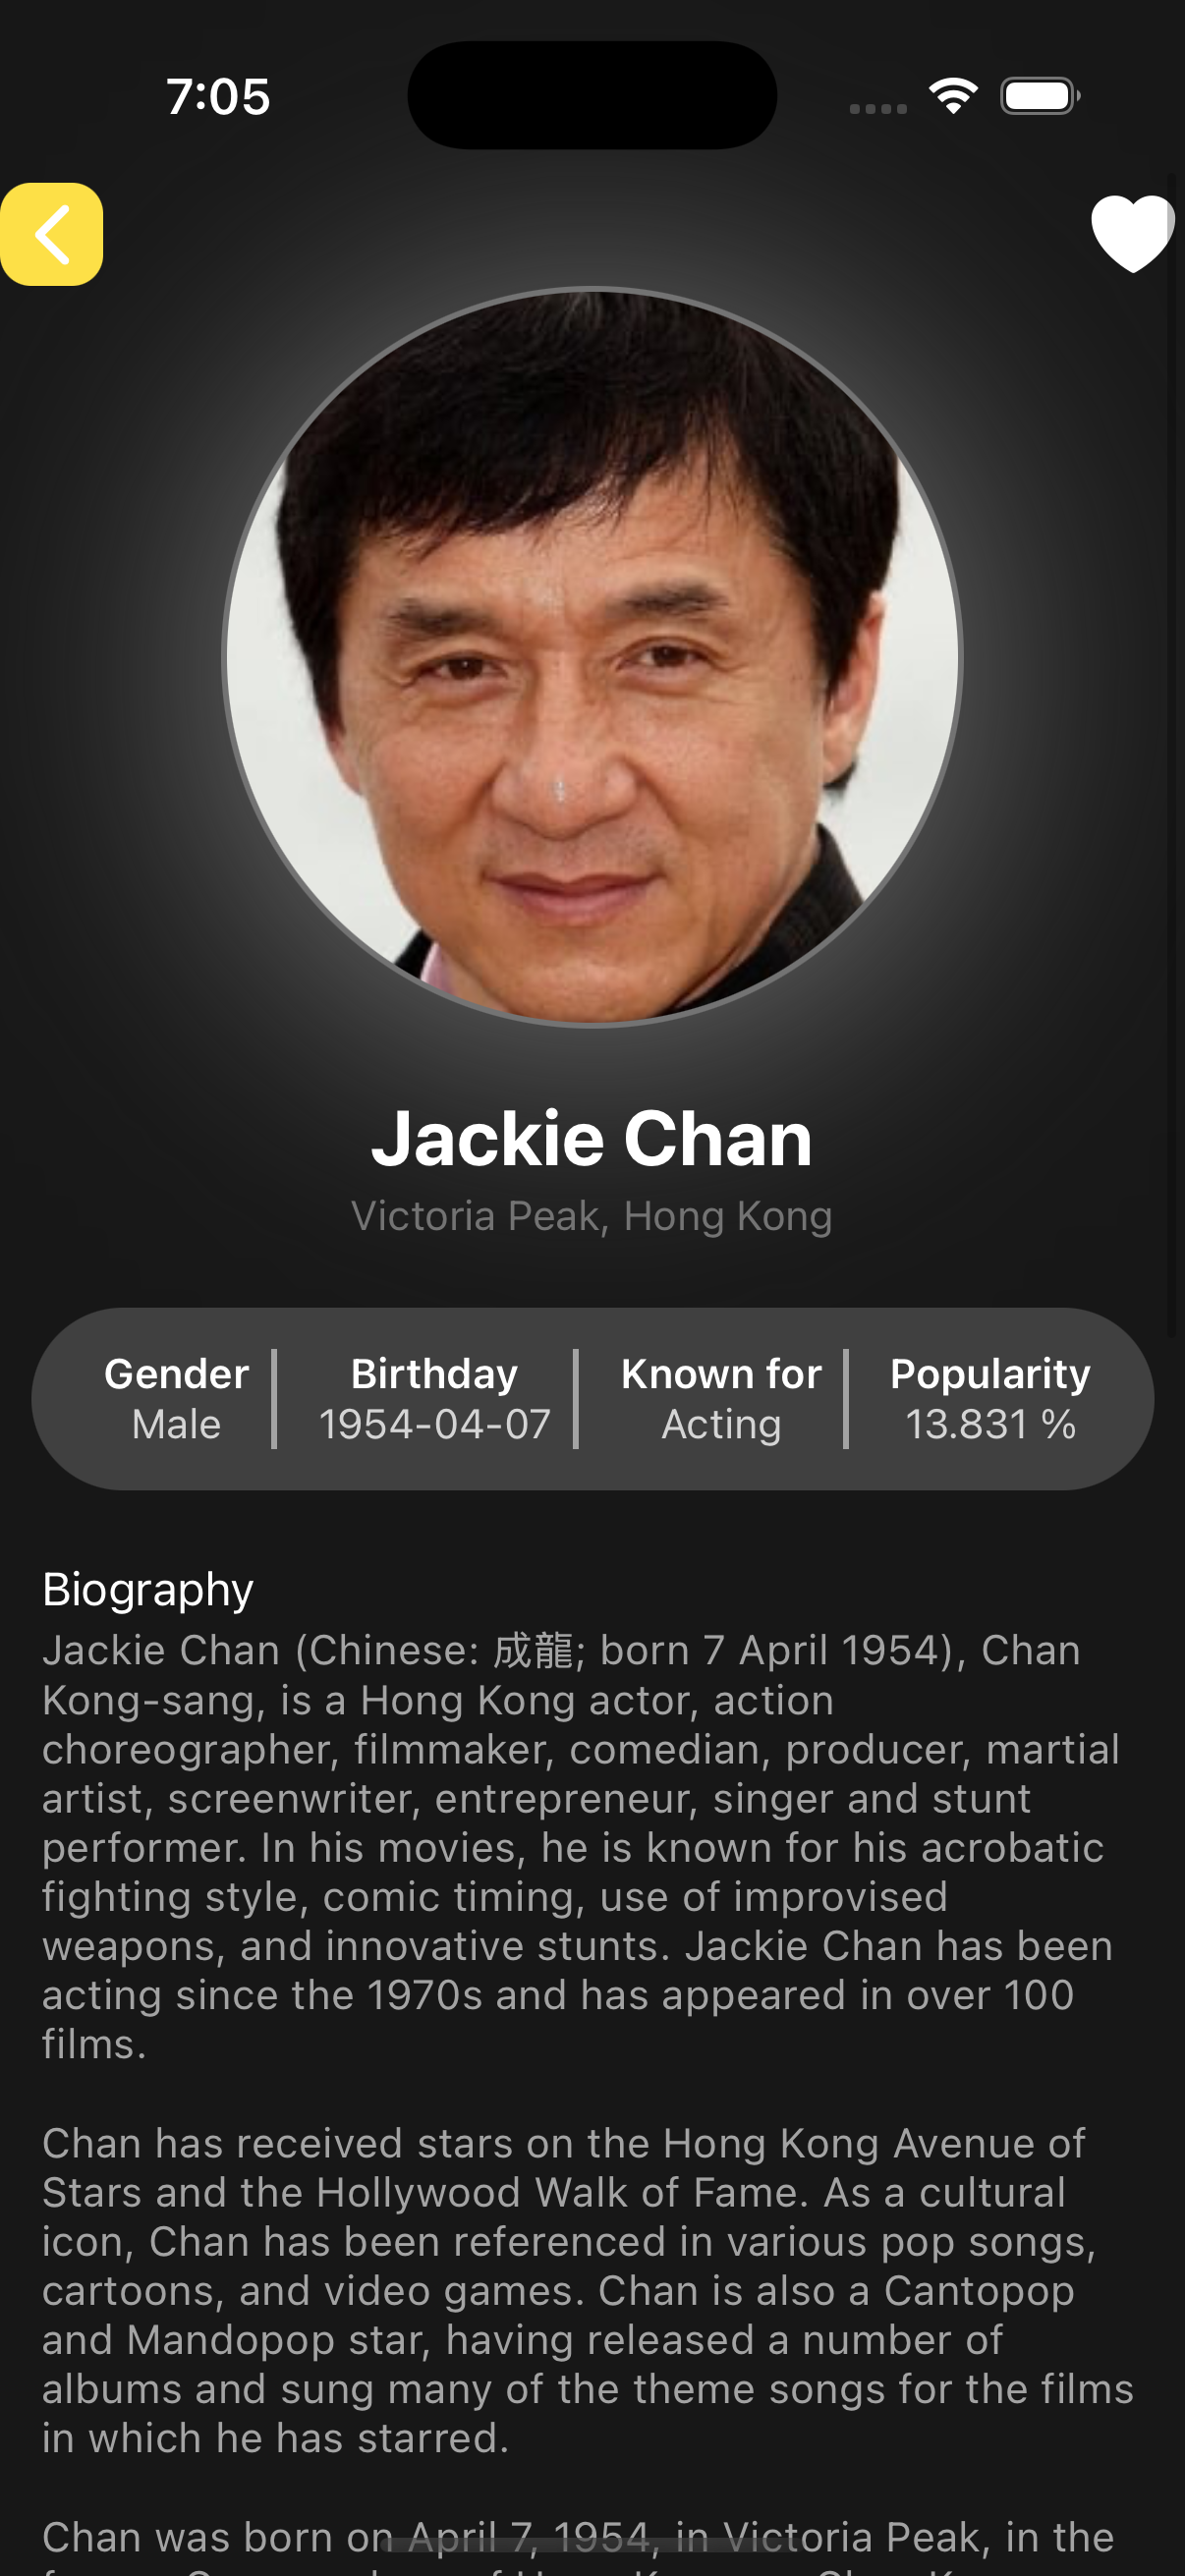 7:05
Jackie Chan
Victoria Peak, Hong Kong
Gender Birthday Known for Popularity
Male 1954-04-07 Acting 13.831 %
Biography
Jackie Chan (Chinese: 成龍; born 7 April 1954), Chan
Kong-sang, is a Hong Kong actor, action
choreographer, filmmaker, comedian, producer, martial
artist, screenwriter, entrepreneur, singer and stunt
performer. In his movies, he is known for his acrobatic
fighting style, comic timing, use of improvised
weapons, and innovative stunts. Jackie Chan has been
acting since the 1970s and has appeared in over 100
films.
Chan has received stars on the Hong Kong Avenue of
Stars and the Hollywood Walk of Fame. As a cultural
icon, Chan has been referenced in various pop songs,
cartoons, and video games. Chan is also a Cantopop
and Mandopop star, having released a number of
albums and sung many of the theme songs for the films
in which he has starred.
Chan was born on April 7, 1954, in Victoria Peak, in the